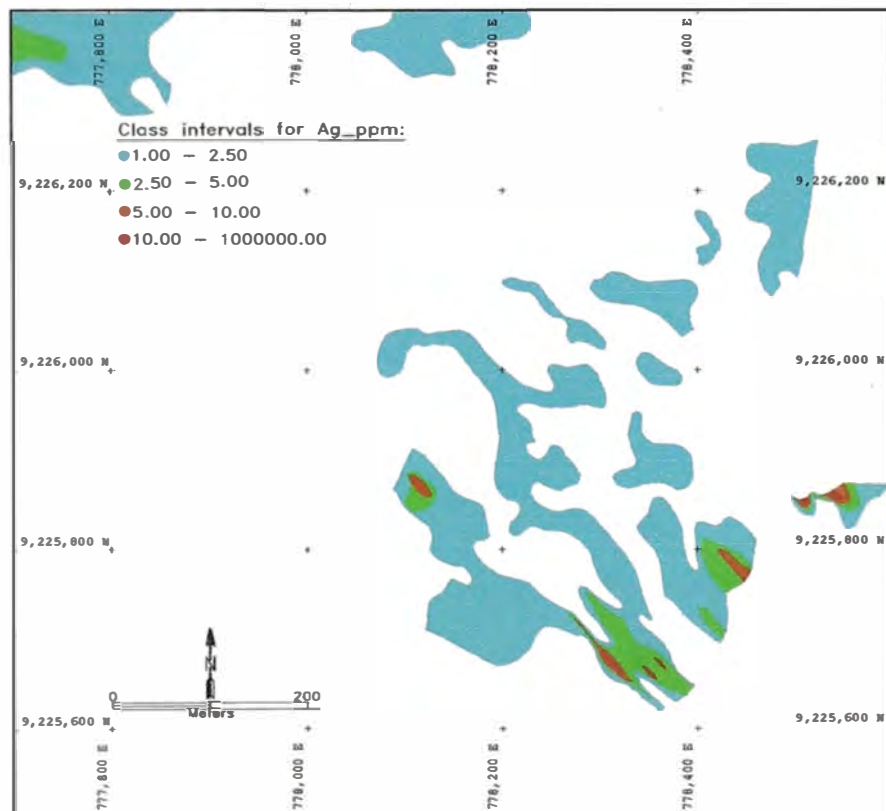 777,800 E
778,000 E
778,200 E
778,400 E
Class intervals for Ag_ppm:
1.00 - 2.50
2.50 - 5.00
5.00 - 10.00
10.00 - 1000000.00
9,226,200 N
9,226,200 N
9,226,000 N
9,226,000 N
9,225,800 N
9,225,800 N
N
0
200
Meters
9,225,600 N
9,225,600 N
777,800 E
778,000 E
778,200 E
778,400 E